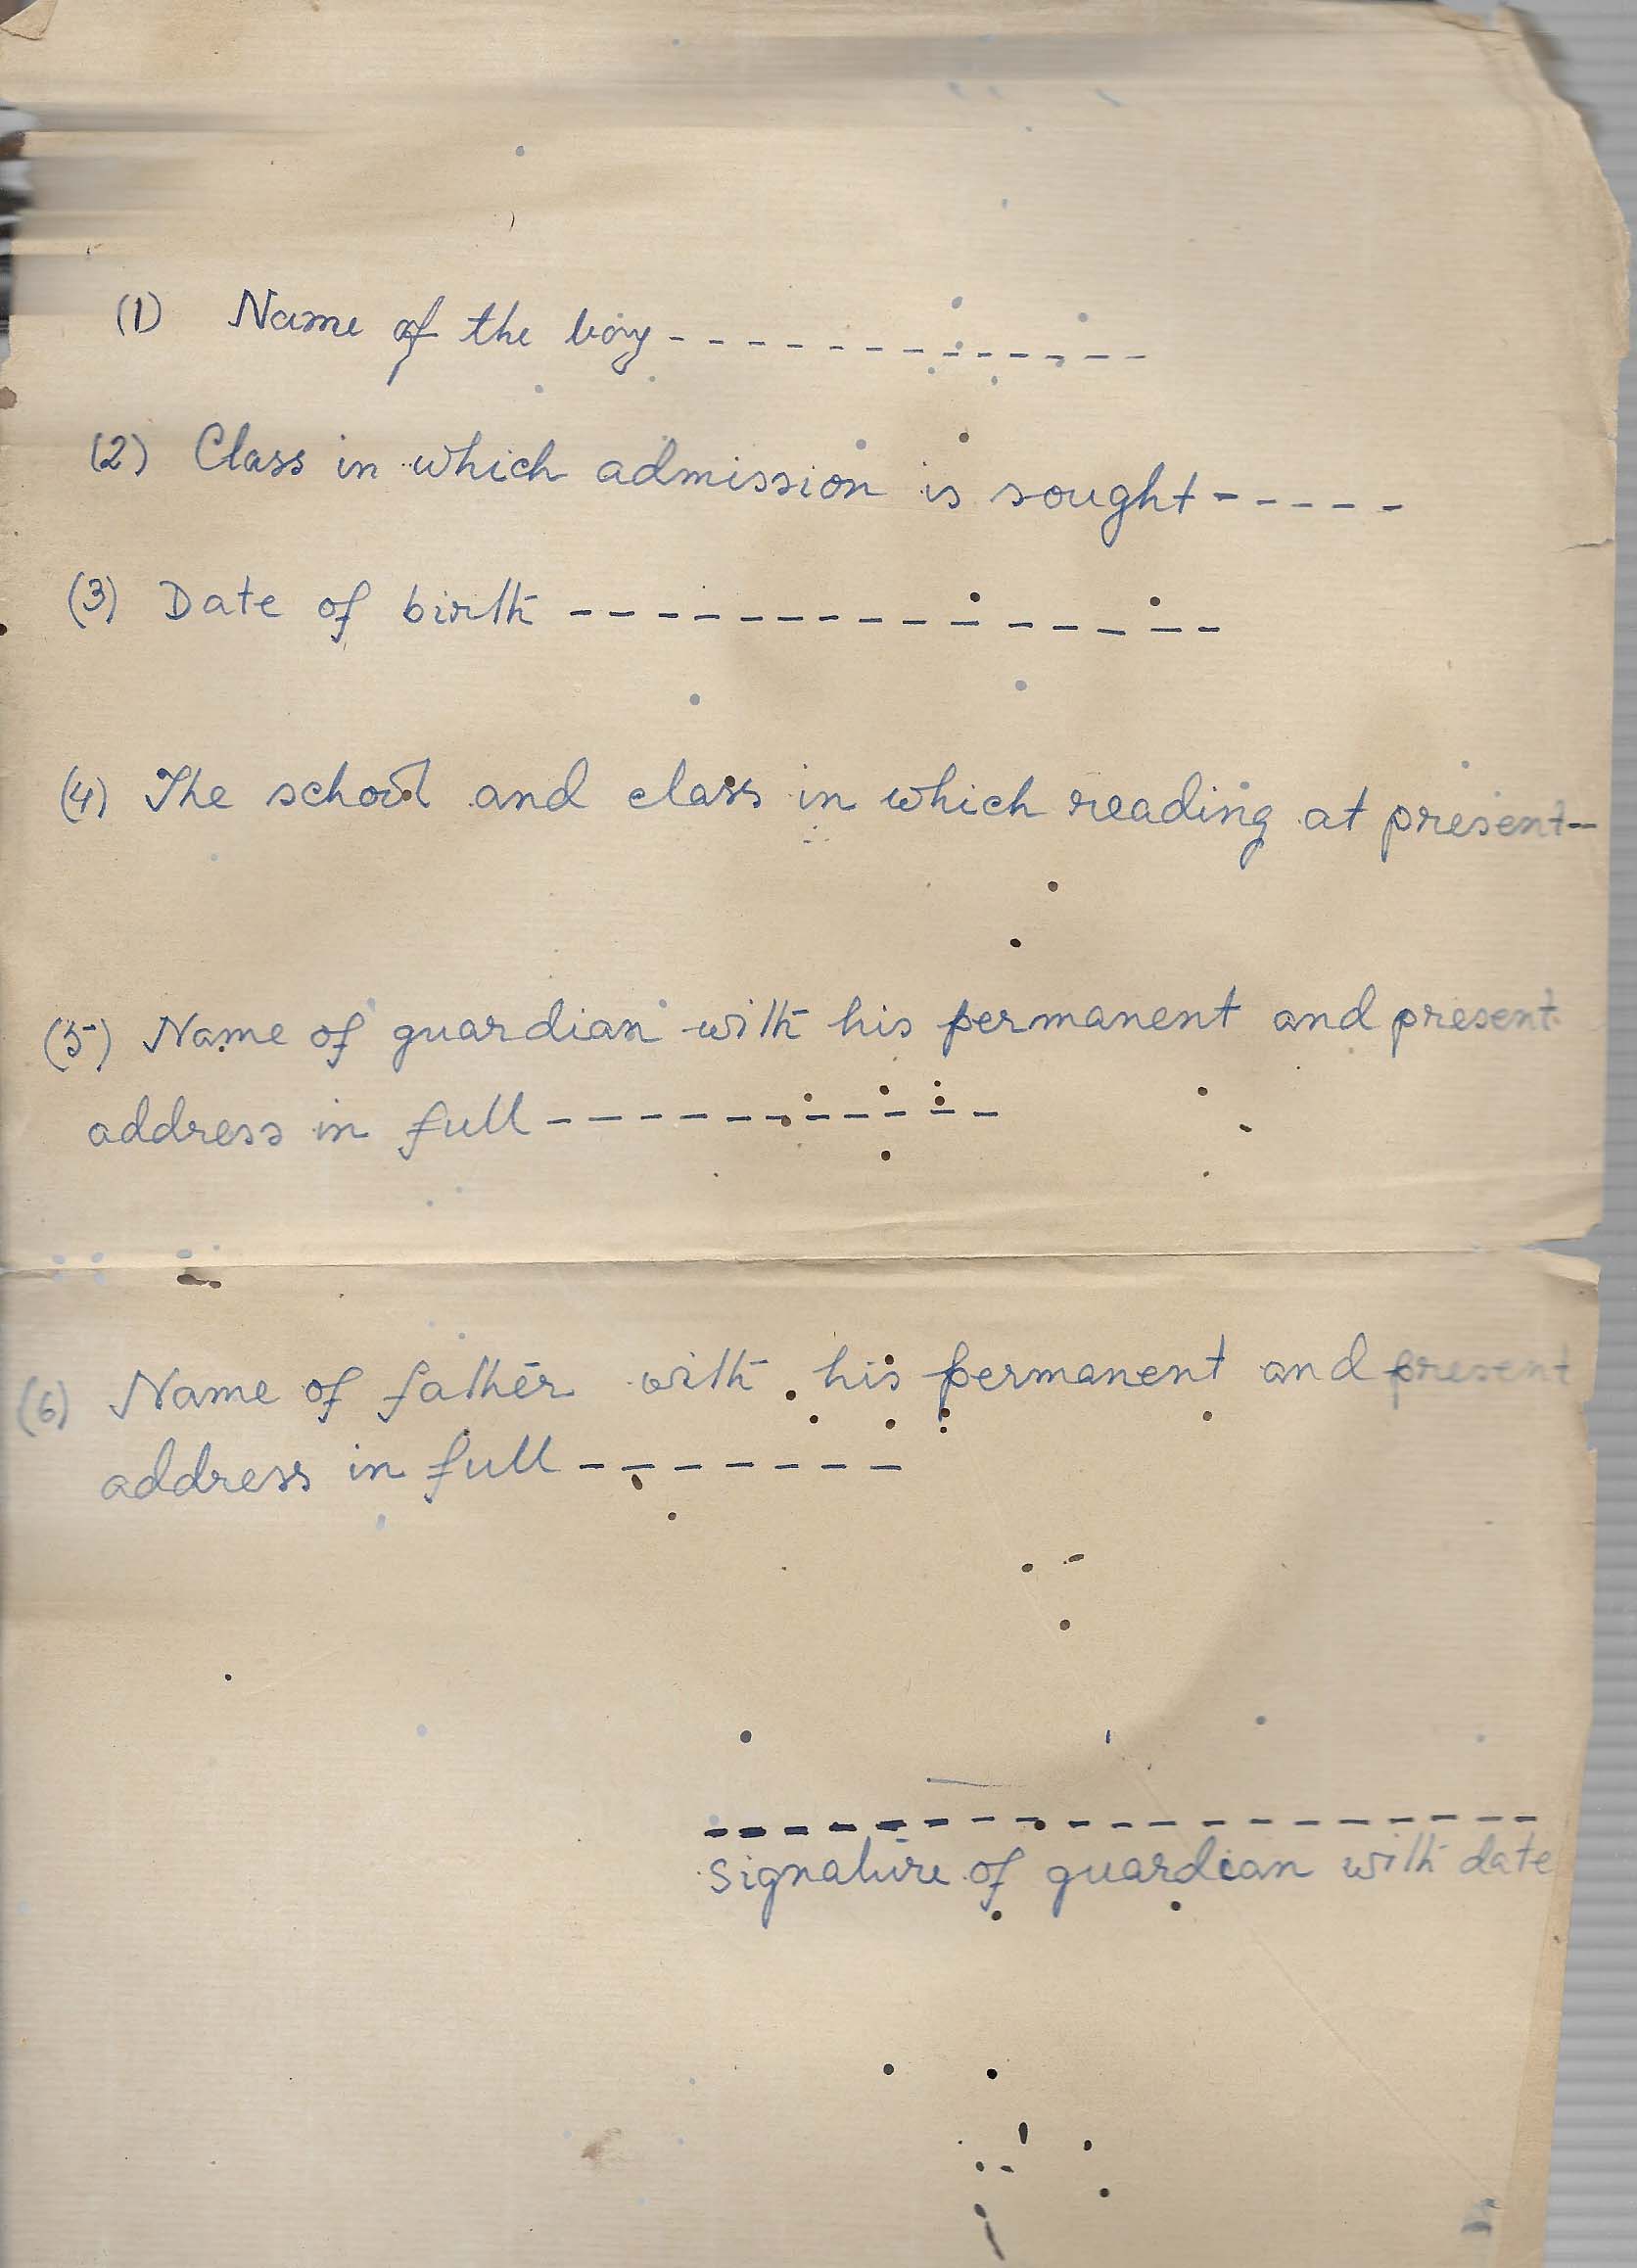 (1) Name of the boy - - - - - - - - - - - - -
(2) Class in which admission is sought - - - - -
(3) Date of birth - - - - - - - - - - - - - - -
(4) The school and class in which reading at present -
(5) Name of guardian with his permanent and present
address in full - - - - - - - - - - -
(6) Name of father with his permanent and present
address in full - - - - - - -
- - - - - - - - - - - - - - - - - - -
Signature of guardian with date